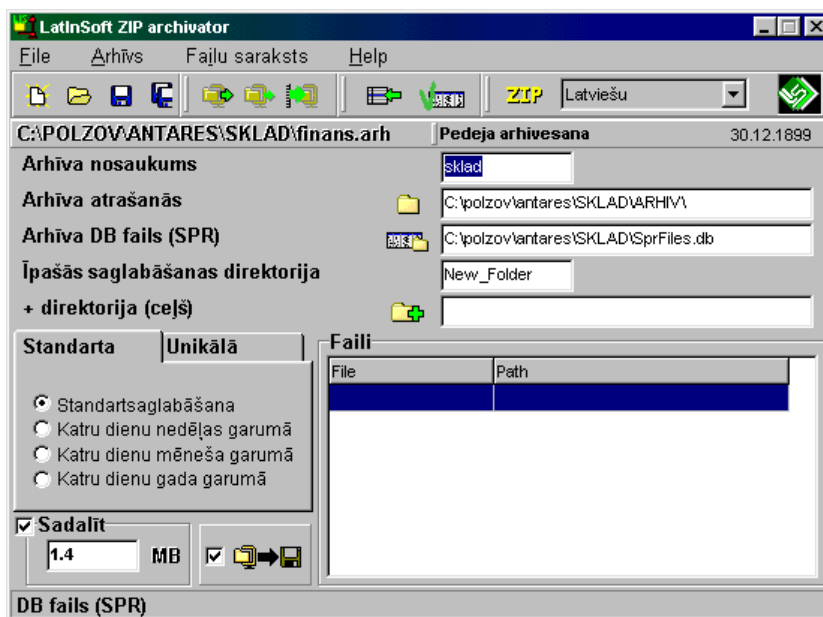 LatInSoft ZIP archivator
File Arhīvs Failu saraksts Help
ZIP Latviešu
C:\POLZOV\ANTARES\SKLAD\finans.arh Pedeja arhivesana 30.12.1899
Arhīva nosaukums sklad
Arhīva atrašanās C:\polzov\antares\SKLAD\ARHIV\
Arhīva DB fails (SPR) C:\polzov\antares\SKLAD\SprFiles.db
Īpašās saglabāšanas direktorija New_Folder
+ direktorija (ceļš)
Standarta Unikālā Faili
File Path
Standartsaglabāšana
Katru dienu nedēļas garumā
Katru dienu mēneša garumā
Katru dienu gada garumā
Sadalīt
1.4 MB
DB fails (SPR)